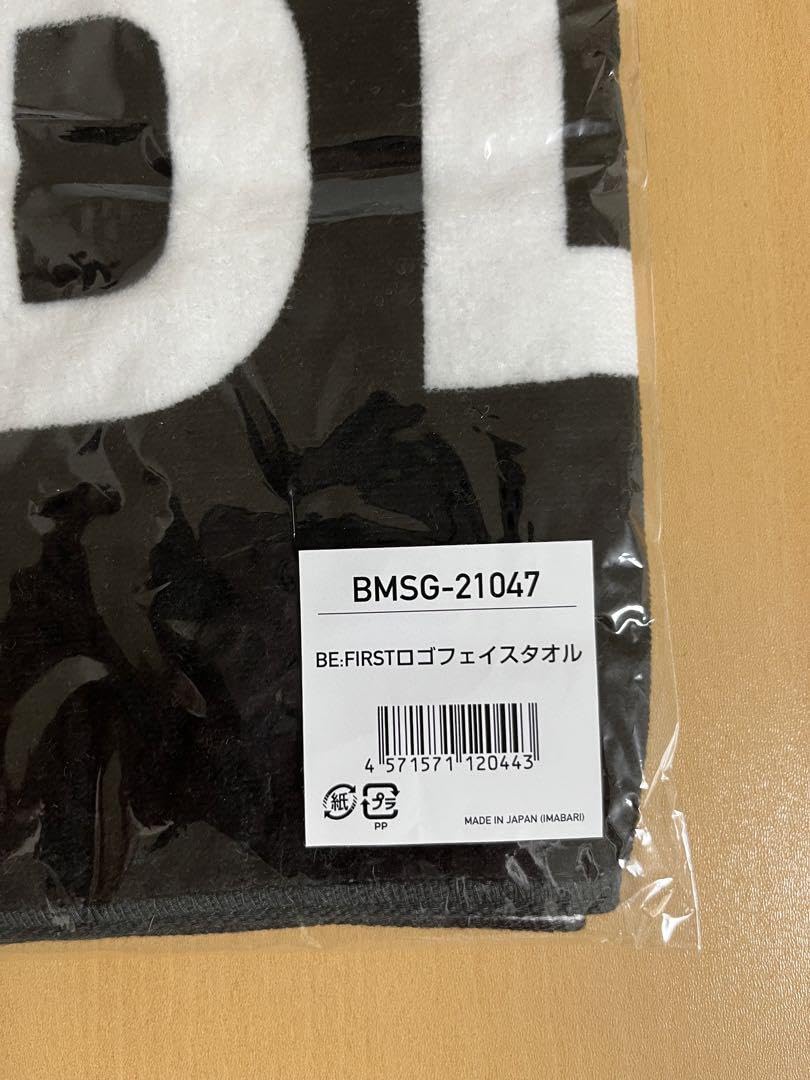 BE
BMSG-21047
BE:FIRSTロゴフェイスタオル
4 571571 120443
紙
プラ
PP
MADE IN JAPAN (IMABARI)